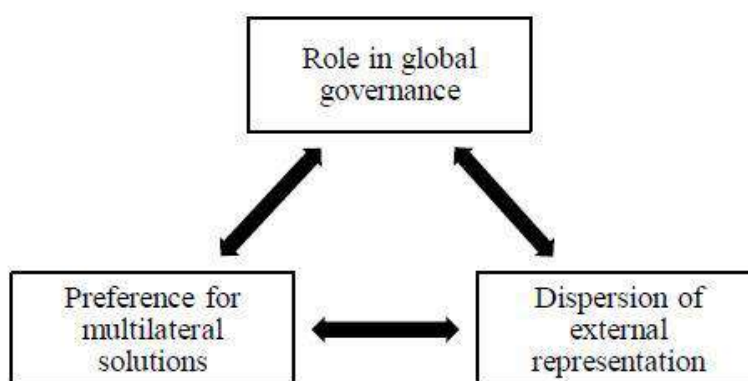 Role in global
governance
Preference for
multilateral
solutions
Dispersion of
external
representation